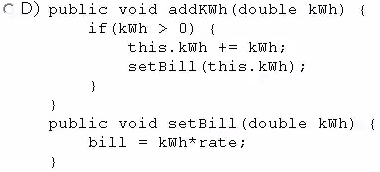 D) public void addKWh(double kWh) {
if(kWh > 0) {
this.kWh += kWh;
setBill(this.kWh);
}
}
public void setBill(double kWh) {
bill = kWh*rate;
}